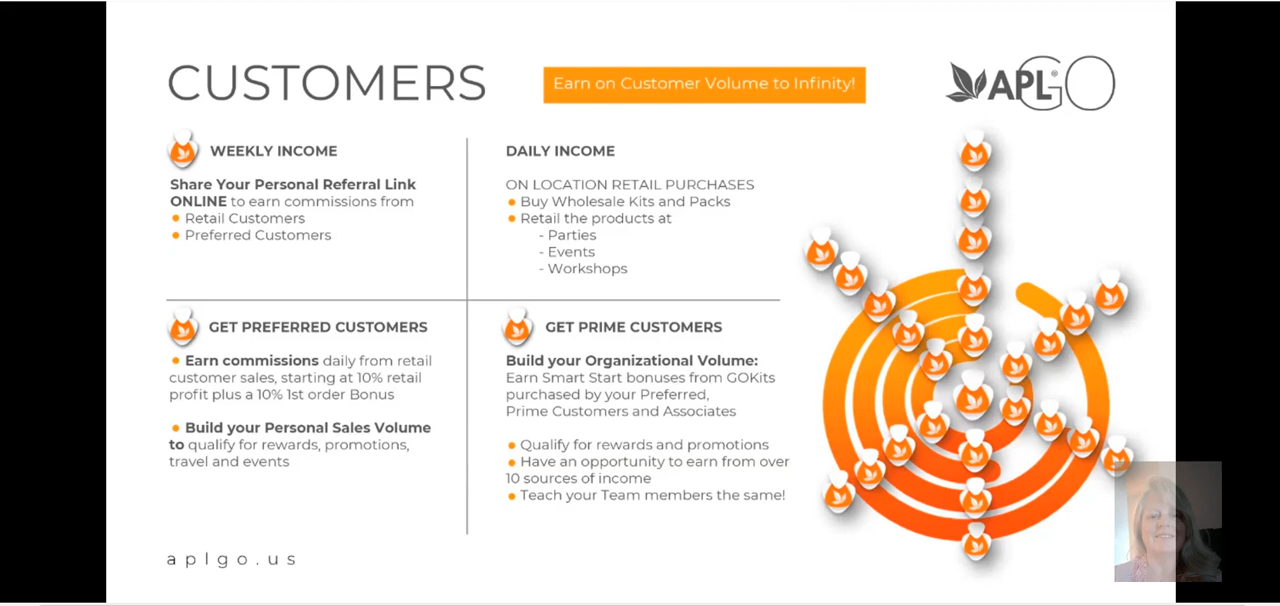 CUSTOMERS
Earn on Customer Volume to Infinity!
APL® GO
WEEKLY INCOME
Share Your Personal Referral Link
ONLINE to earn commissions from
• Retail Customers
• Preferred Customers
DAILY INCOME
ON LOCATION RETAIL PURCHASES
• Buy Wholesale Kits and Packs
• Retail the products at
- Parties
- Events
- Workshops
GET PREFERRED CUSTOMERS
• Earn commissions daily from retail
customer sales, starting at 10% retail
profit plus a 10% 1st order Bonus
• Build your Personal Sales Volume
to qualify for rewards, promotions,
travel and events
GET PRIME CUSTOMERS
Build your Organizational Volume:
Earn Smart Start bonuses from GOKits
purchased by your Preferred,
Prime Customers and Associates
• Qualify for rewards and promotions
• Have an opportunity to earn from over
10 sources of income
• Teach your Team members the same!
aplgo.us